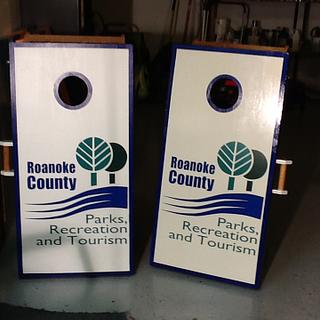 Roanoke
County
Parks,
Recreation
and Tourism
Roanoke
County
Parks,
Recreation
and Tourism